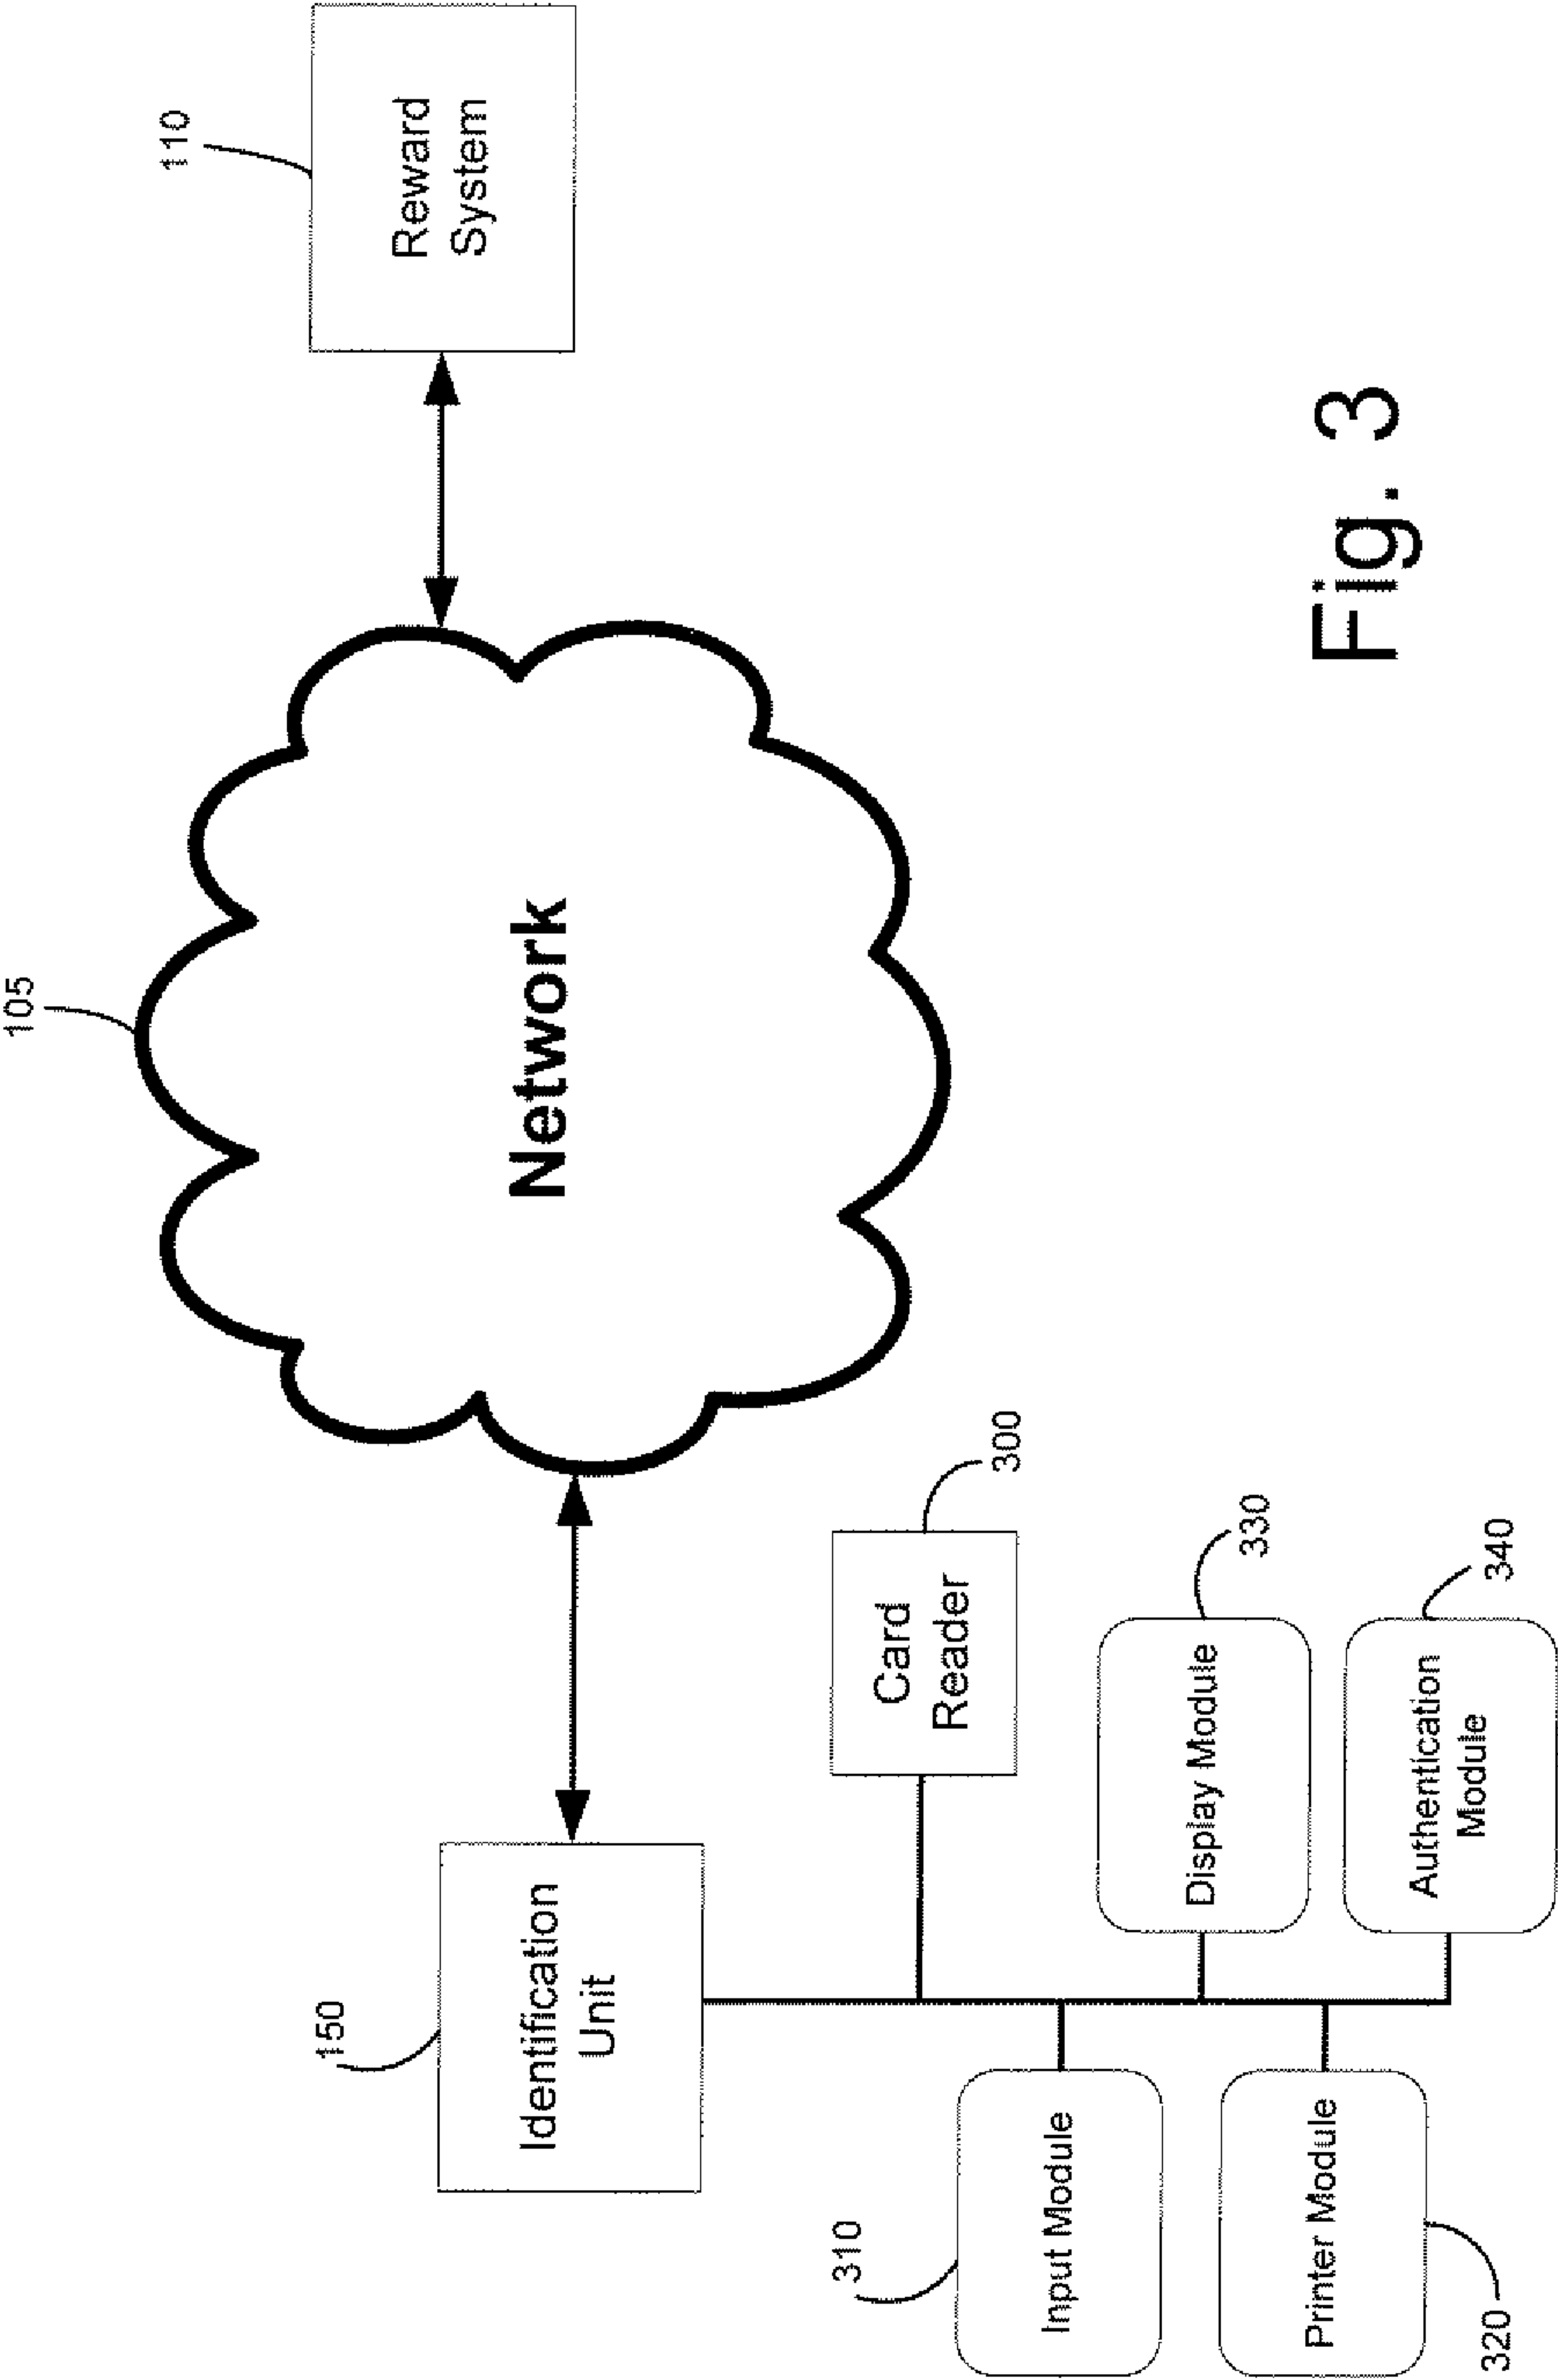 105
110
Reward
System
Network
150
Identification
Unit
300
Card
Reader
310
Input Module
330
Display Module
320
Printer Module
340
Authentication
Module
Fig. 3